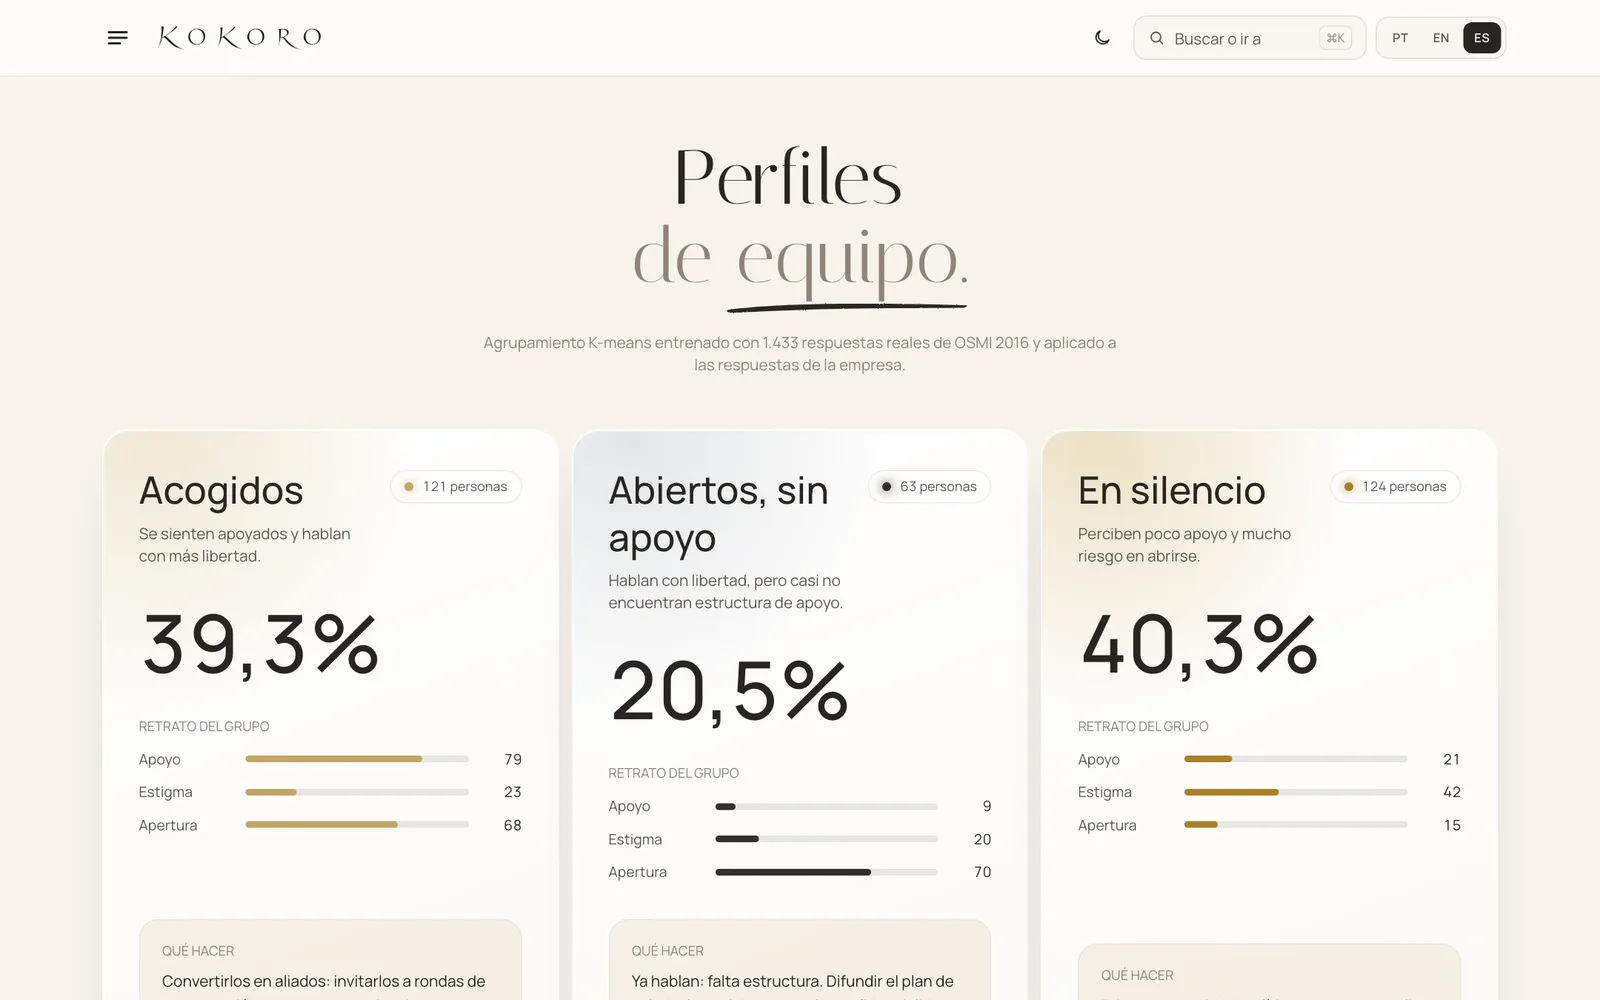 KOKORO
Buscar o ir a
⌘K
PT
EN
ES
Perfiles
de equipo.
Agrupamiento K-means entrenado con 1.433 respuestas reales de OSMI 2016 y aplicado a
las respuestas de la empresa.
Acogidos
121 personas
Se sienten apoyados y hablan
con más libertad.
39,3%
RETRATO DEL GRUPO
Apoyo 79
Estigma 23
Apertura 68
QUÉ HACER
Convertirlos en aliados: invitarlos a rondas de
Abiertos, sin
apoyo
63 personas
Hablan con libertad, pero casi no
encuentran estructura de apoyo.
20,5%
RETRATO DEL GRUPO
Apoyo 9
Estigma 20
Apertura 70
QUÉ HACER
Ya hablan: falta estructura. Difundir el plan de
En silencio
124 personas
Perciben poco apoyo y mucho
riesgo en abrirse.
40,3%
RETRATO DEL GRUPO
Apoyo 21
Estigma 42
Apertura 15
QUÉ HACER